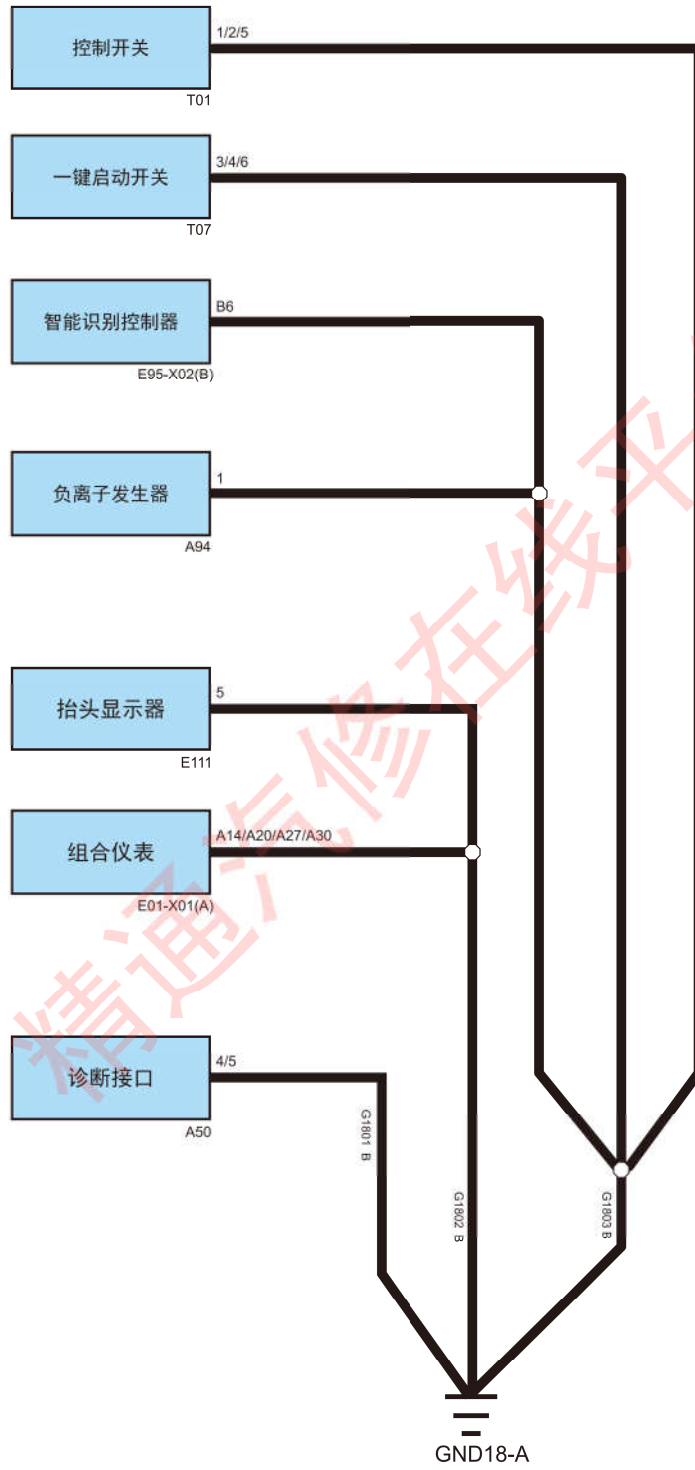 控制开关
1/2/5
T01
一键启动开关
3/4/6
T07
智能识别控制器
B6
E95-X02(B)
负离子发生器
1
A94
抬头显示器
5
E111
组合仪表
A14/A20/A27/A30
E01-X01(A)
诊断接口
4/5
A50
G1801 B
G1802 B
G1803 B
GND18-A
精通汽修在线平